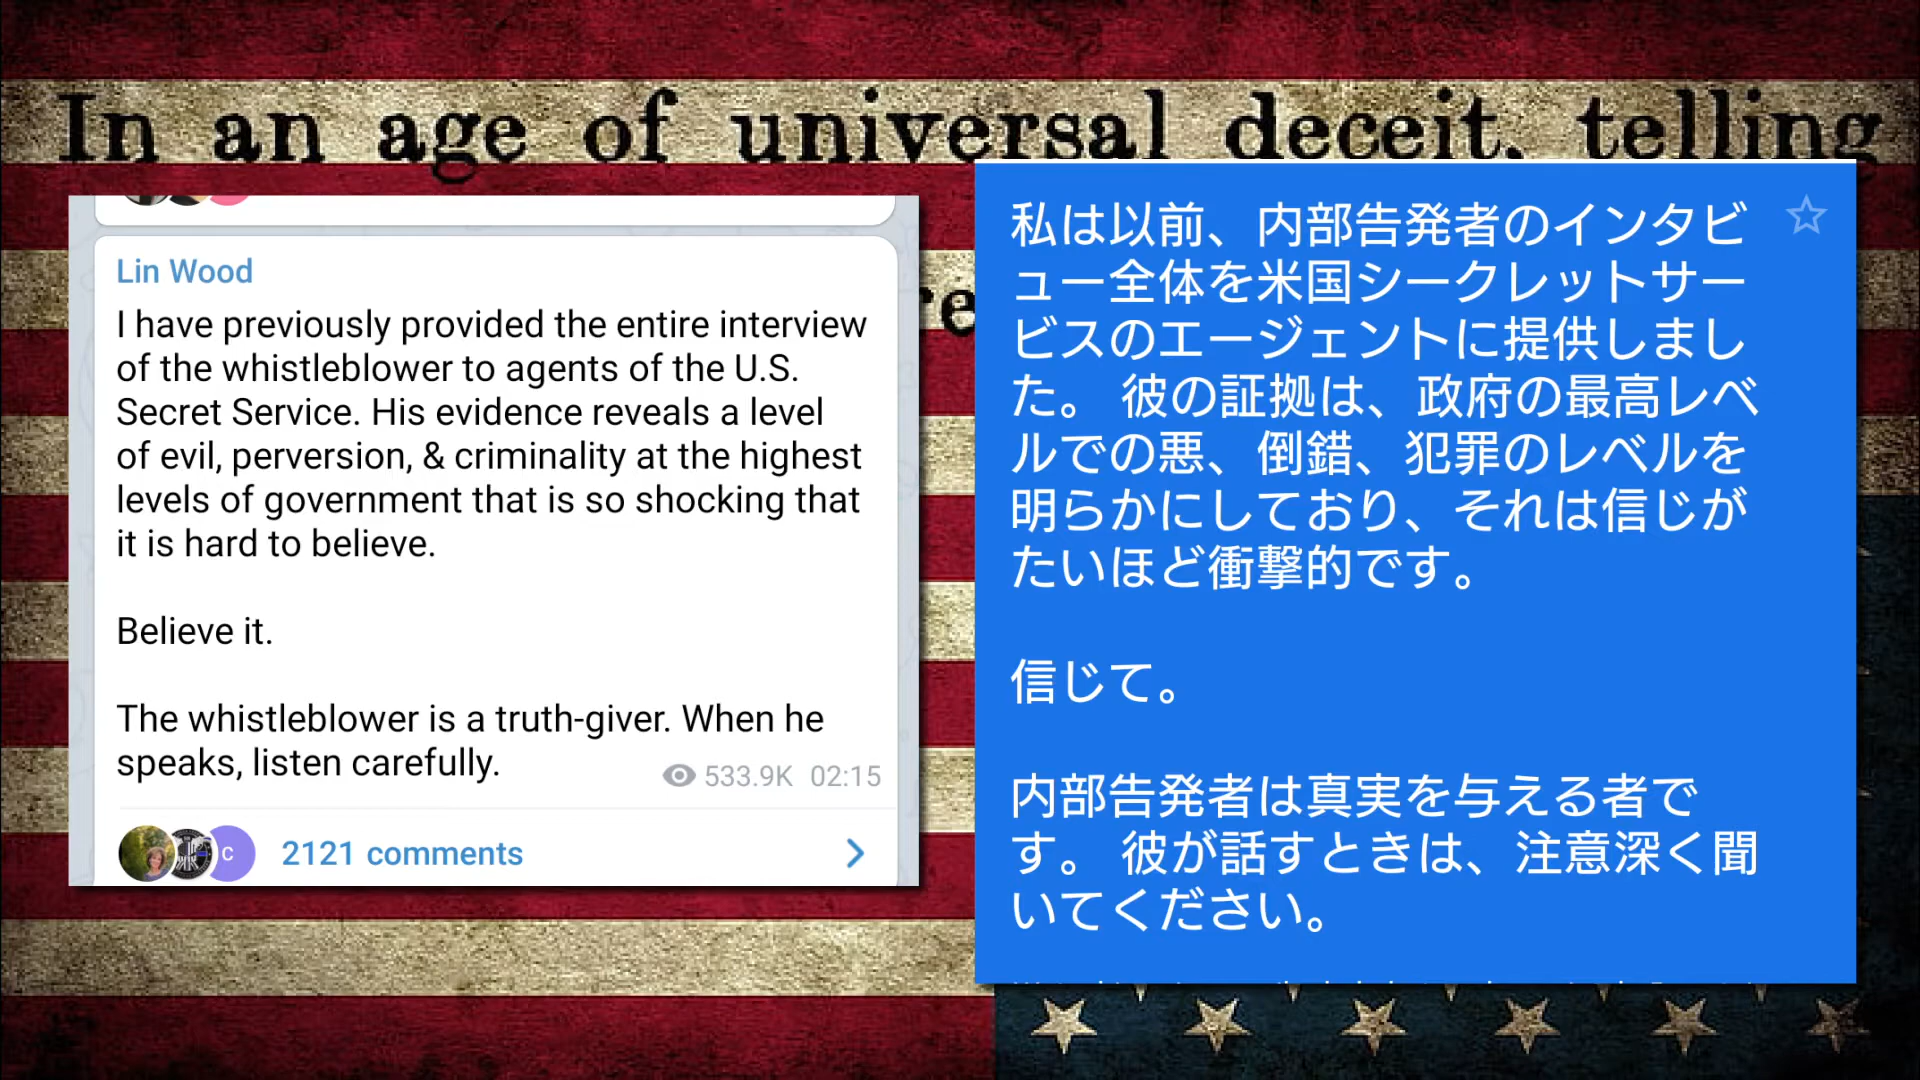 In an age of universal deceit, telling
re
Lin Wood
I have previously provided the entire interview
of the whistleblower to agents of the U.S.
Secret Service. His evidence reveals a level
of evil, perversion, & criminality at the highest
levels of government that is so shocking that
it is hard to believe.
Believe it.
The whistleblower is a truth-giver. When he
speaks, listen carefully.
533.9K 02:15
C
2121 comments
私は以前、内部告発者のインタビ
ュー全体を米国シークレットサー
ビスのエージェントに提供しまし
た。 彼の証拠は、政府の最高レベ
ルでの悪、倒錯、犯罪のレベルを
明らかにしており、それは信じが
たいほど衝撃的です。
信じて。
内部告発者は真実を与える者で
す。 彼が話すときは、注意深く聞
いてください。